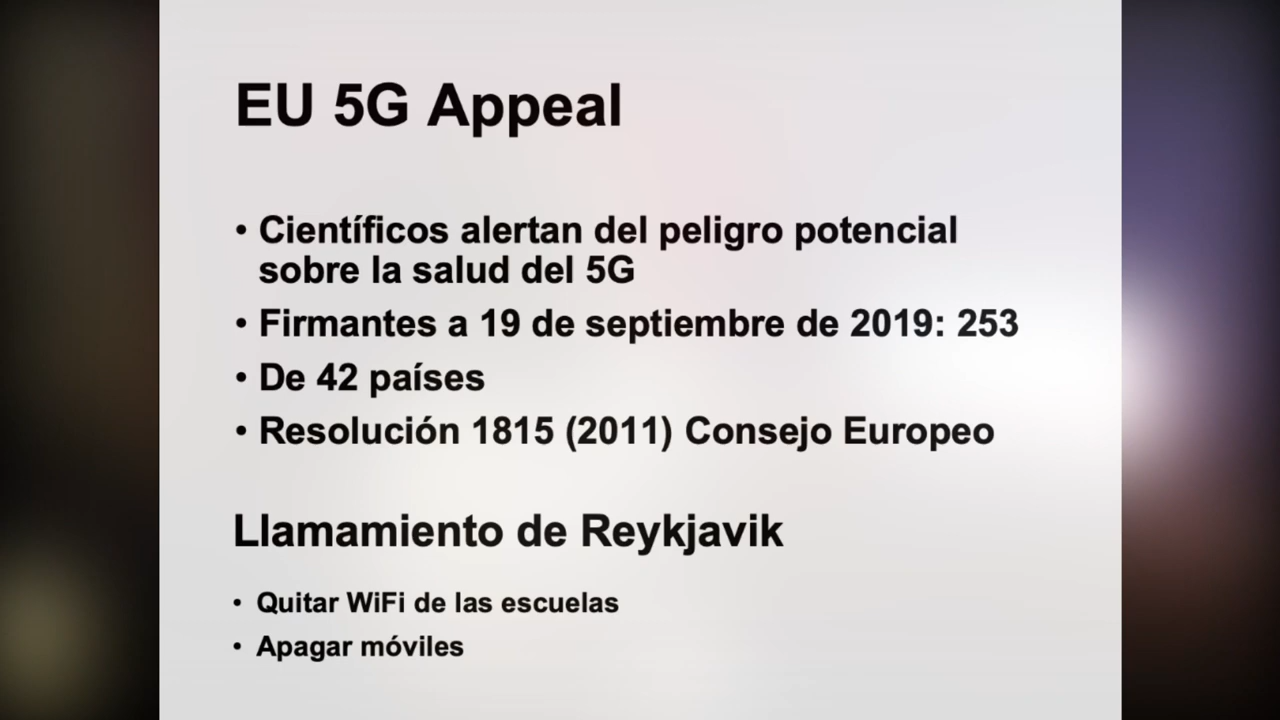 EU 5G Appeal
• Científicos alertan del peligro potencial
sobre la salud del 5G
• Firmantes a 19 de septiembre de 2019: 253
• De 42 países
• Resolución 1815 (2011) Consejo Europeo
Llamamiento de Reykjavik
• Quitar WiFi de las escuelas
• Apagar móviles